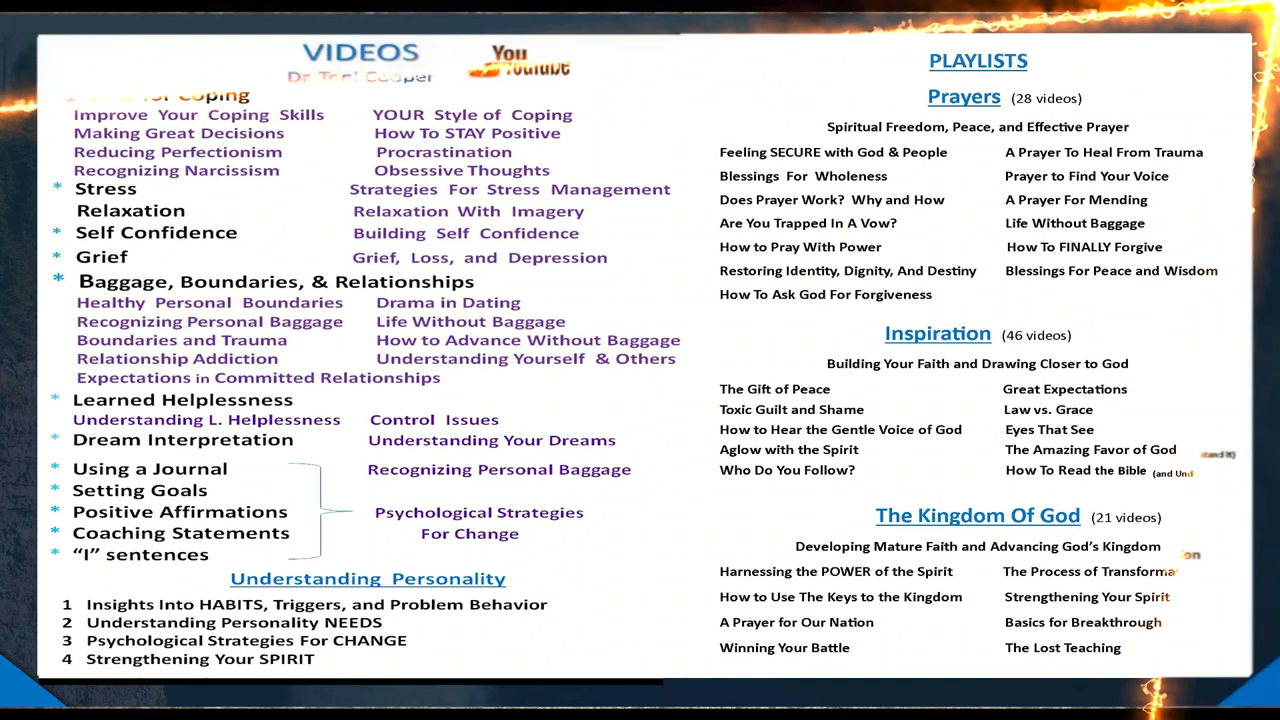 VIDEOS
You
YouTube
Dr. Toni Cooper
for Coping
Improve Your Coping Skills YOUR Style of Coping
Making Great Decisions How To STAY Positive
Reducing Perfectionism Procrastination
Recognizing Narcissism Obsessive Thoughts
* Stress Strategies For Stress Management
Relaxation Relaxation With Imagery
* Self Confidence Building Self Confidence
* Grief Grief, Loss, and Depression
* Baggage, Boundaries, & Relationships
Healthy Personal Boundaries Drama in Dating
Recognizing Personal Baggage Life Without Baggage
Boundaries and Trauma How to Advance Without Baggage
Relationship Addiction Understanding Yourself & Others
Expectations in Committed Relationships
* Learned Helplessness
Understanding L. Helplessness Control Issues
* Dream Interpretation Understanding Your Dreams
* Using a Journal Recognizing Personal Baggage
* Setting Goals
* Positive Affirmations Psychological Strategies
* Coaching Statements For Change
* “I” sentences
Understanding Personality
1 Insights Into HABITS, Triggers, and Problem Behavior
2 Understanding Personality NEEDS
3 Psychological Strategies For CHANGE
4 Strengthening Your SPIRIT
PLAYLISTS
Prayers (28 videos)
Spiritual Freedom, Peace, and Effective Prayer
Feeling SECURE with God & People A Prayer To Heal From Trauma
Blessings For Wholeness Prayer to Find Your Voice
Does Prayer Work? Why and How A Prayer For Mending
Are You Trapped In A Vow? Life Without Baggage
How to Pray With Power How To FINALLY Forgive
Restoring Identity, Dignity, And Destiny Blessings For Peace and Wisdom
How To Ask God For Forgiveness
Inspiration (46 videos)
Building Your Faith and Drawing Closer to God
The Gift of Peace Great Expectations
Toxic Guilt and Shame Law vs. Grace
How to Hear the Gentle Voice of God Eyes That See
Aglow with the Spirit The Amazing Favor of God
Who Do You Follow? How To Read the Bible (and Understand It)
The Kingdom Of God (21 videos)
Developing Mature Faith and Advancing God’s Kingdom
Harnessing the POWER of the Spirit The Process of Transformation
How to Use The Keys to the Kingdom Strengthening Your Spirit
A Prayer for Our Nation Basics for Breakthrough
Winning Your Battle The Lost Teaching